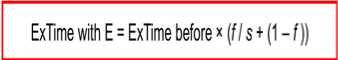 ExTime with E = ExTime before × (f / s + (1 – f ))